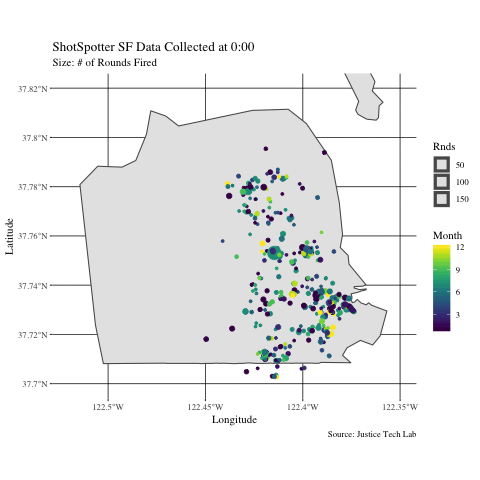 ShotSpotter SF Data Collected at 0:00
Size: # of Rounds Fired
37.82°N
37.8°N
37.78°N
37.76°N
37.74°N
37.72°N
37.7°N
Latitude
122.5°W
122.45°W
122.4°W
122.35°W
Longitude
Rnds
50
100
150
Month
12
9
6
3
Source: Justice Tech Lab